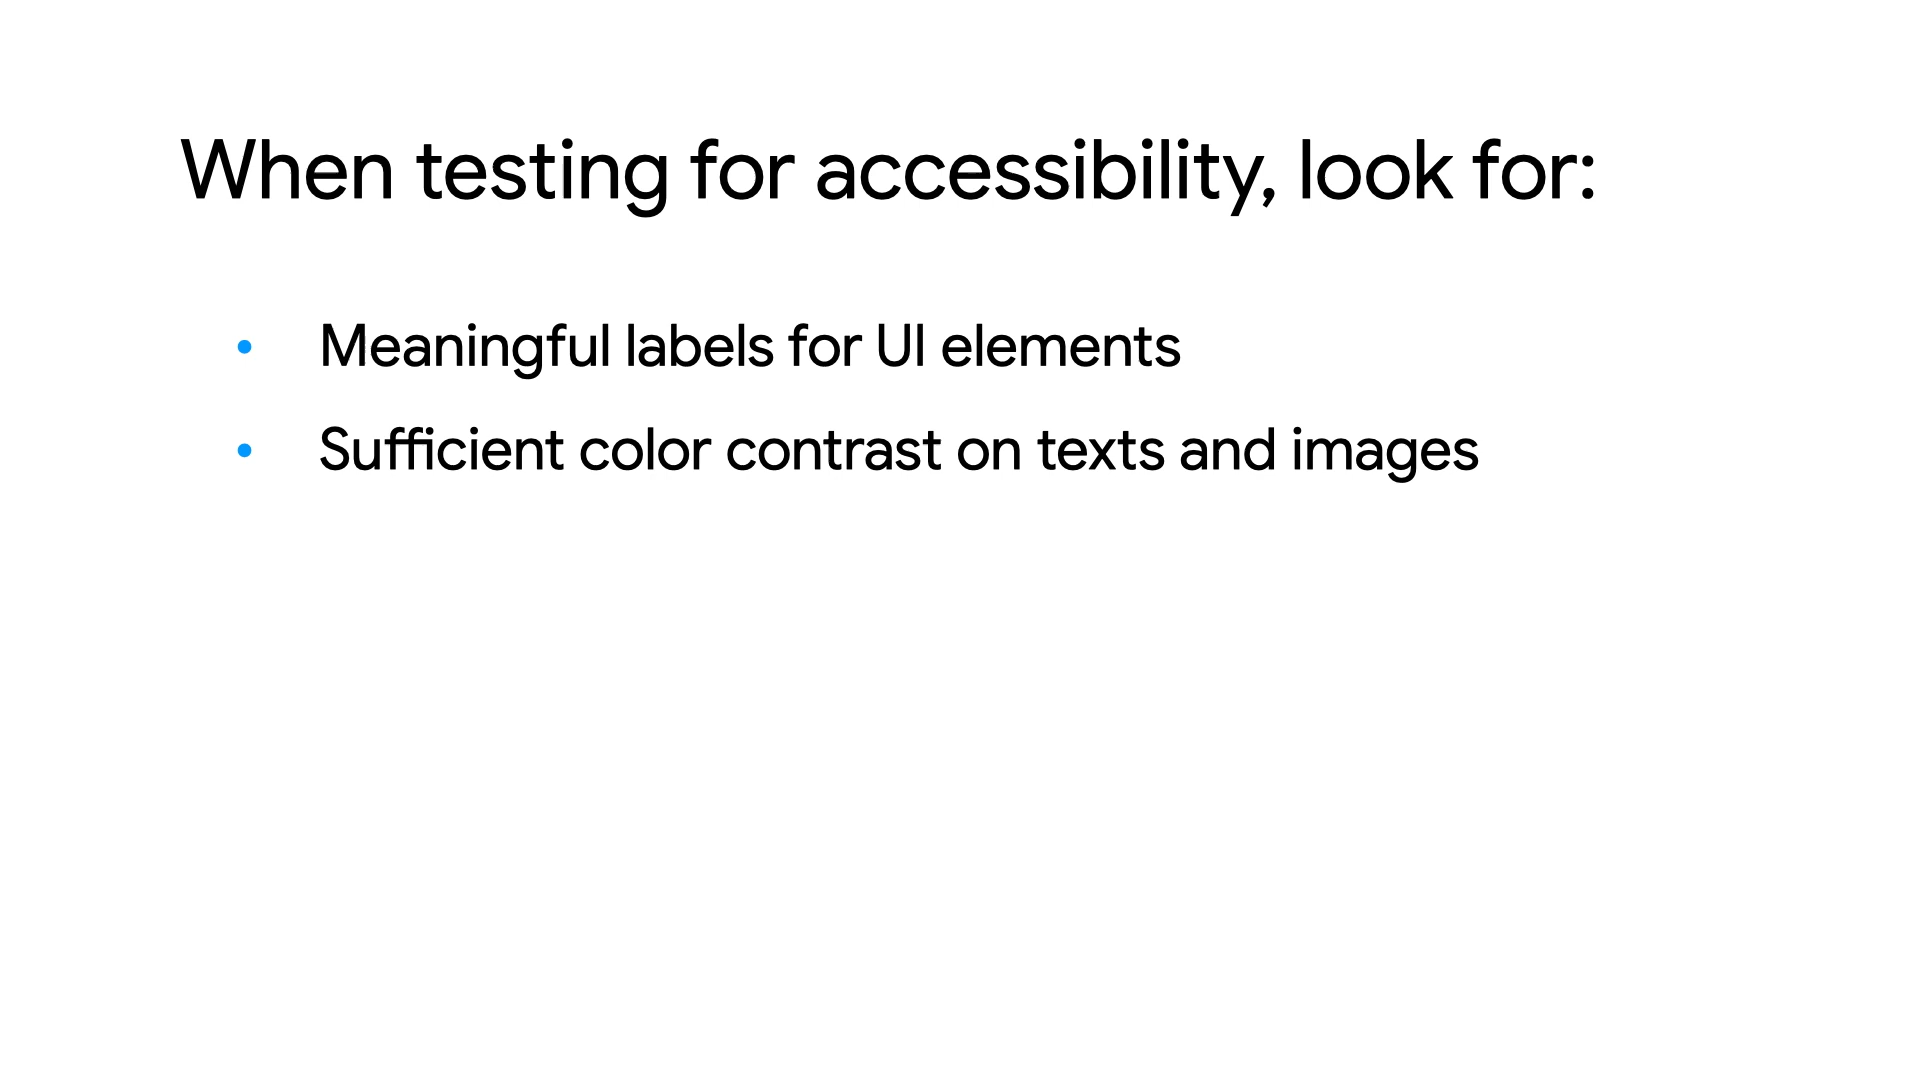 When testing for accessibility, look for:
• Meaningful labels for UI elements
• Sufficient color contrast on texts and images